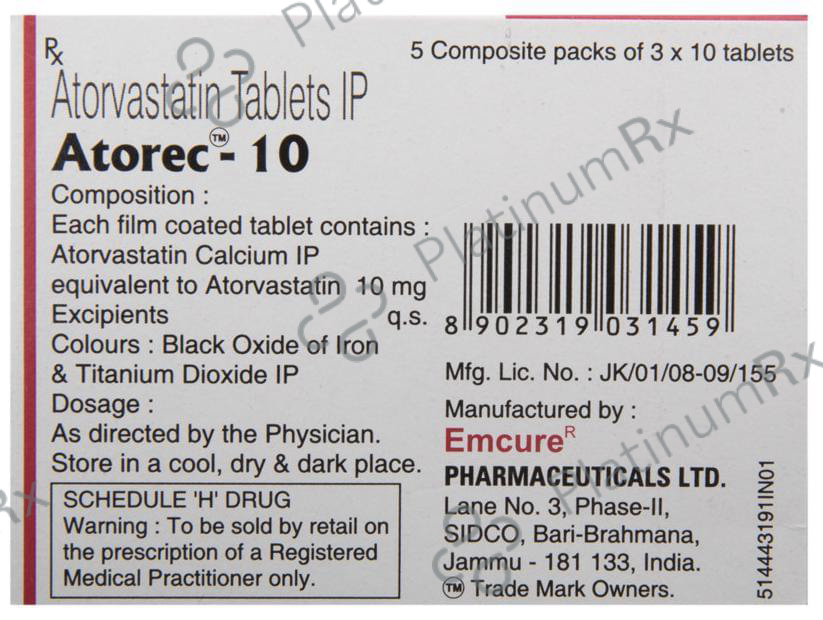 Rx
5 Composite packs of 3 x 10 tablets
Atorvastatin Tablets IP
Atorec™- 10
Composition :
Each film coated tablet contains :
Atorvastatin Calcium IP
equivalent to Atorvastatin 10 mg
Excipients q.s.
Colours : Black Oxide of Iron
& Titanium Dioxide IP
Dosage :
As directed by the Physician.
Store in a cool, dry & dark place.
SCHEDULE 'H' DRUG
Warning : To be sold by retail on
the prescription of a Registered
Medical Practitioner only.
8 902319 031459
Mfg. Lic. No. : JK/01/08-09/155
Manufactured by :
Emcure R
PHARMACEUTICALS LTD.
Lane No. 3, Phase-II,
SIDCO, Bari-Brahmana,
Jammu - 181 133, India.
™ Trade Mark Owners.
514443191IN01
PlatinumRx
PlatinumRx